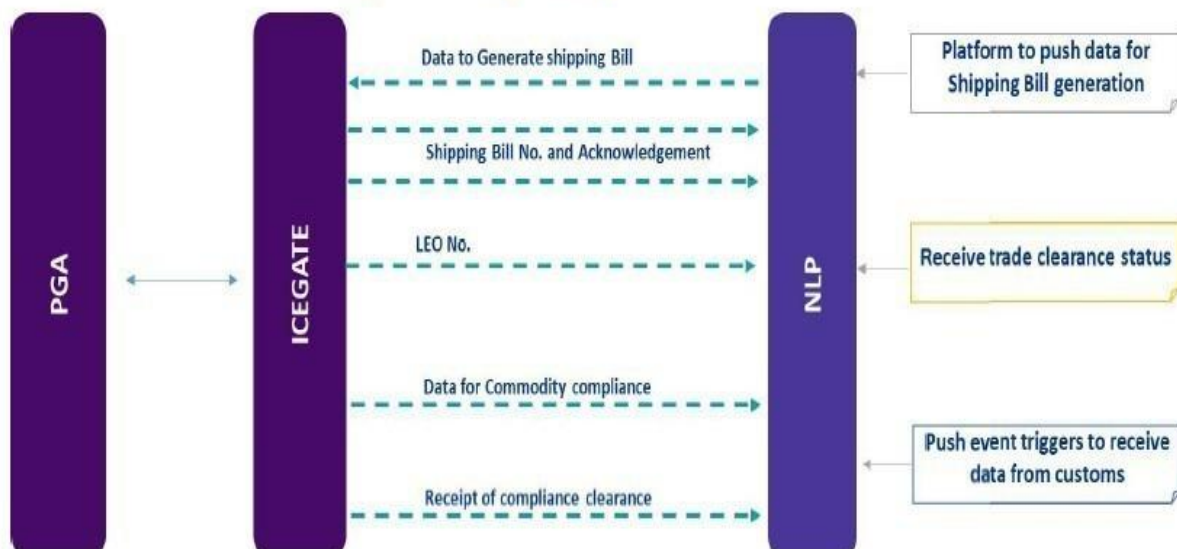 Data to Generate shipping Bill
Platform to push data for
Shipping Bill generation
Shipping Bill No. and Acknowledgement
LEO No.
Receive trade clearance status
PGA
ICEGATE
NLP
Data for Commodity compliance
Push event triggers to receive
data from customs
Receipt of compliance clearance